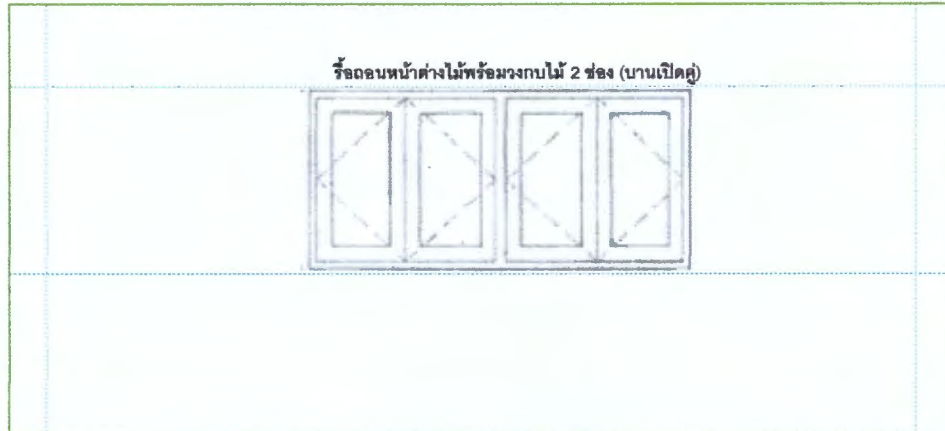 รื้อถอนหน้าต่างไม้พร้อมวงกบไม้ 2 ช่อง (บานเปิดคู่)